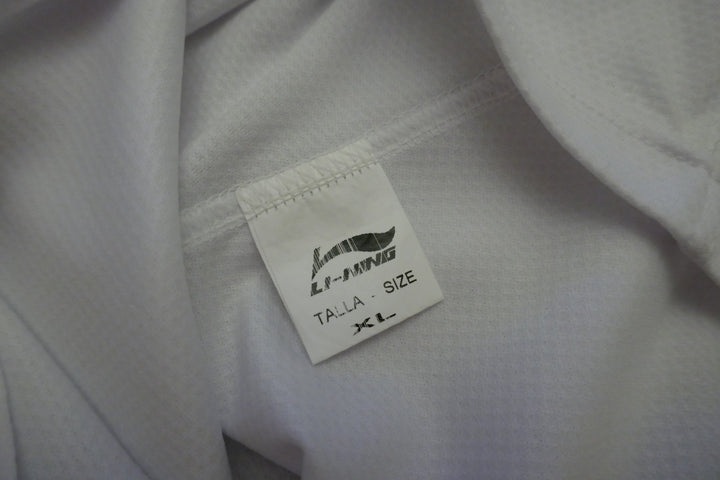 LI-NING
TALLA - SIZE
XL